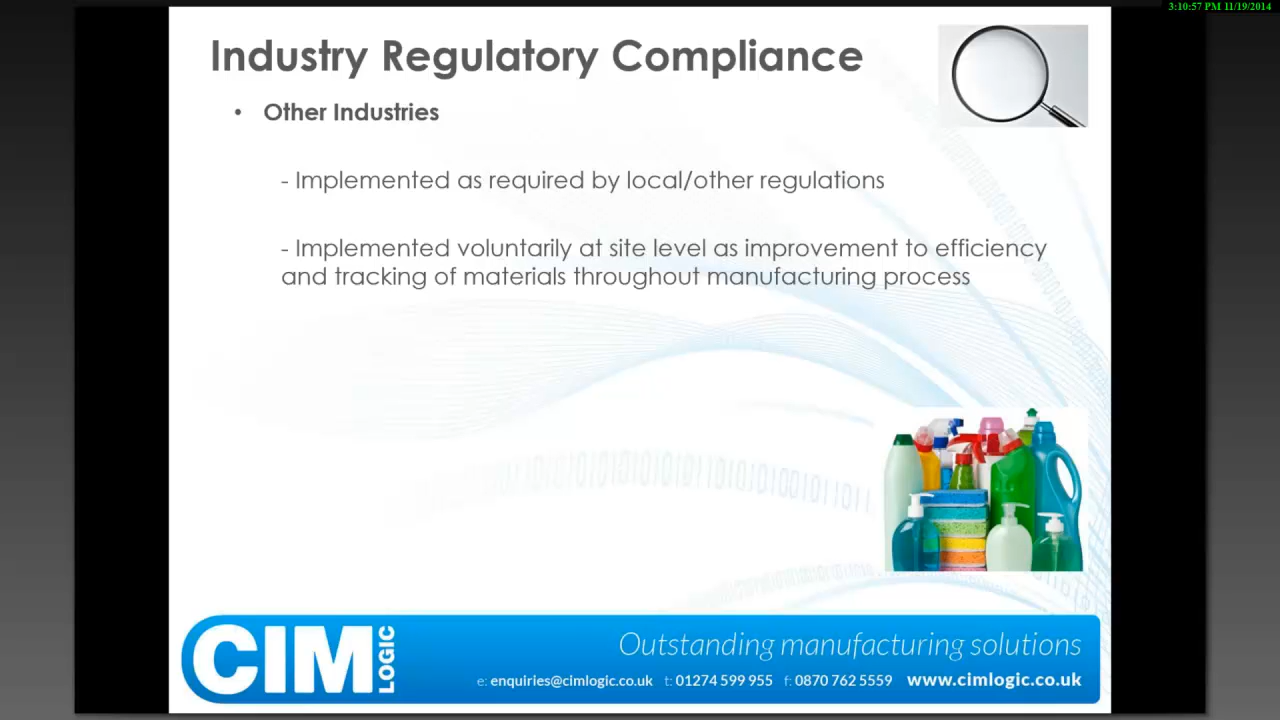 3:10:57 PM 11/19/2014
Industry Regulatory Compliance
• Other Industries
- Implemented as required by local/other regulations
- Implemented voluntarily at site level as improvement to efficiency
and tracking of materials throughout manufacturing process
CIM LOGIC
Outstanding manufacturing solutions
e: enquiries@cimlogic.co.uk t: 01274 599 955 f: 0870 762 5559 www.cimlogic.co.uk